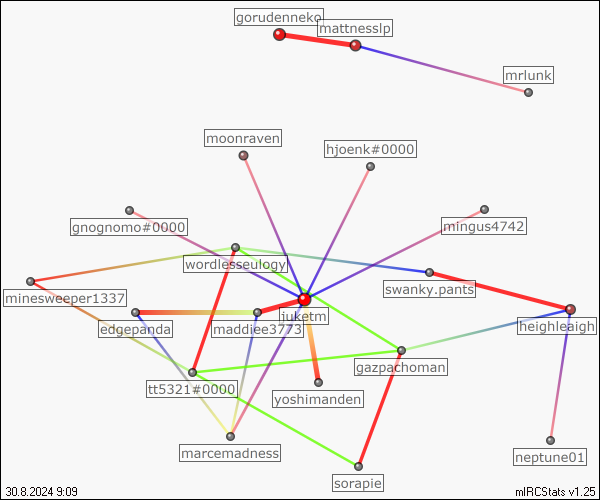 gorudenneko
mattnesslp
mrlunk
moonraven
hjoenk#0000
gnognomo#0000
mingus4742
wordlesseulogy
swanky.pants
minesweeper1337
juketm
heighleaigh
edgepanda
maddiee3773
gazpachoman
tt5321#0000
yoshimanden
marcemadness
neptune01
sorapie
30.8.2024 9:09
mIRCStats v1.25